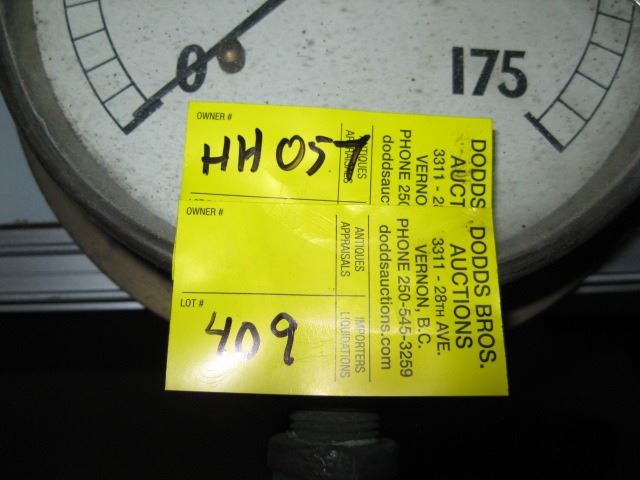 0
175
OWNER #
HH057
ANTIQUES
APPRAISALS
DODDS
AUCT
3311 - 2
VERNO
PHONE 250
doddsauc
OWNER #
LOT #
409
ANTIQUES
APPRAISALS
IMPORTERS
LIQUIDATIONS
DODDS BROS.
AUCTIONS
3311 - 28TH AVE.
VERNON, B.C.
PHONE 250-545-3259
doddsauctions.com